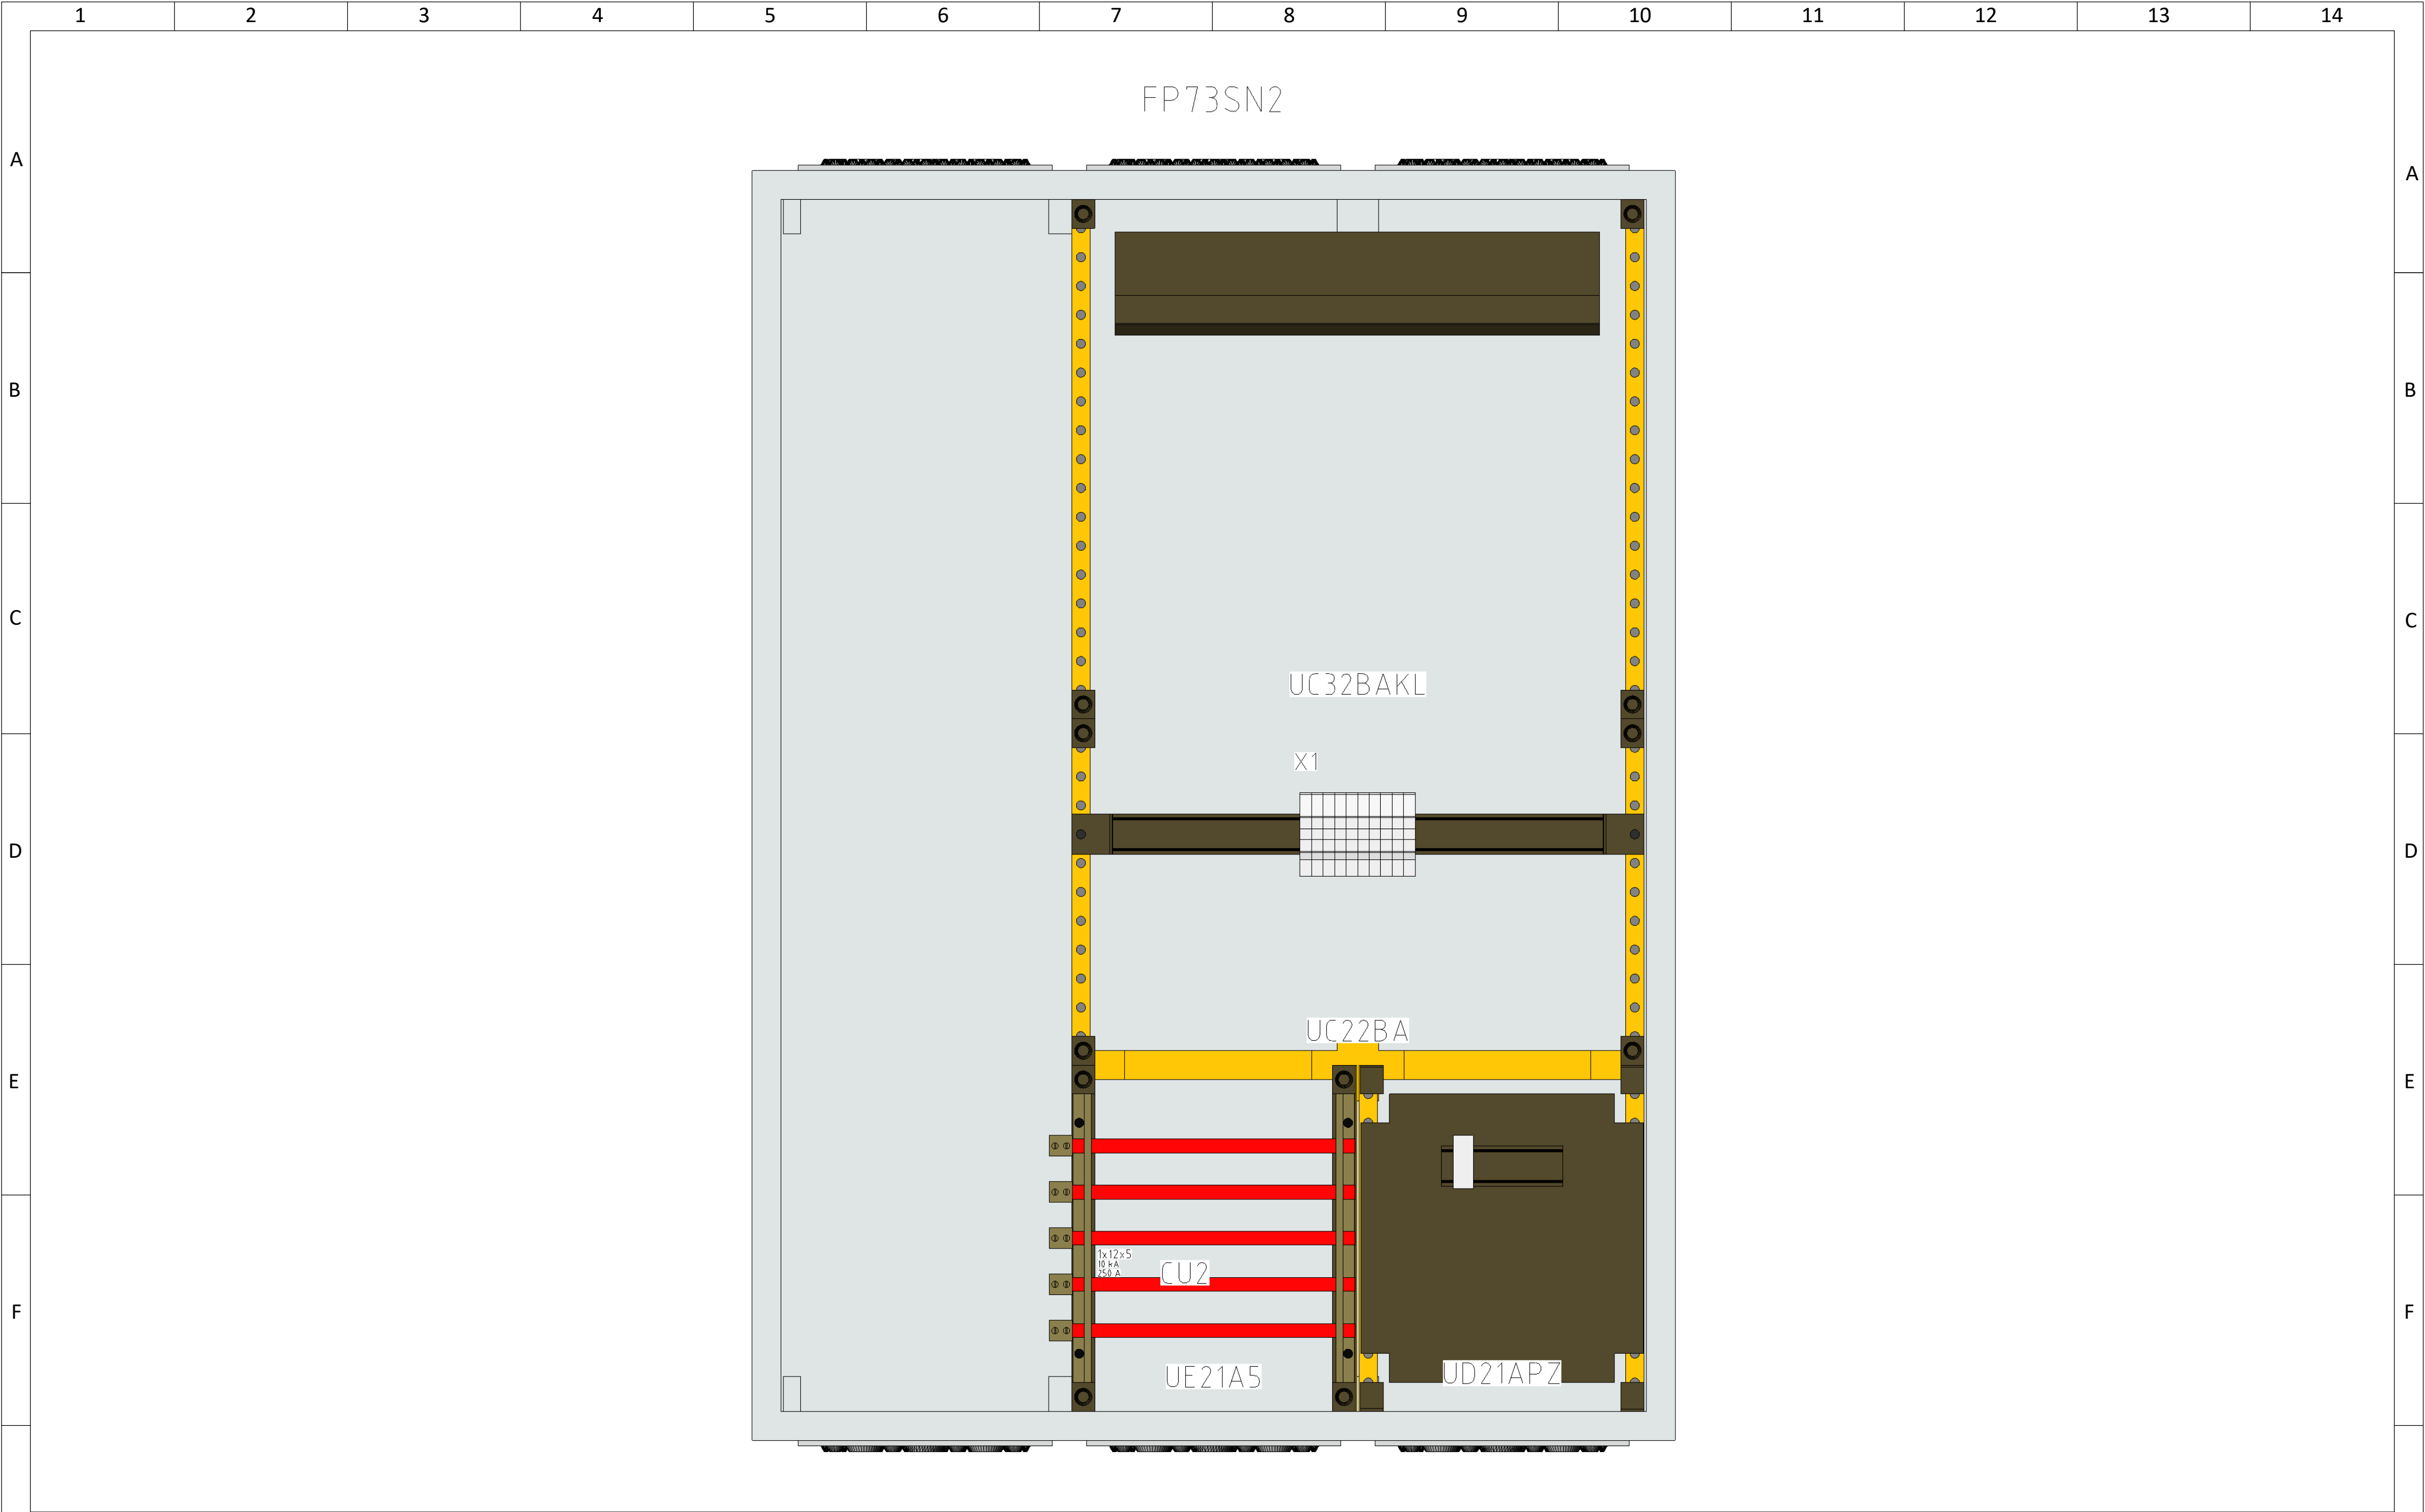 1 2 3 4 5 6 7 8 9 10 11 12 13 14
FP73SN2
A A
B B
C C
UC32BAKL
X1
D D
UC22BA
E E
1x12x5
10 kA
250 A
CU2
F F
UE21A5
UD21APZ